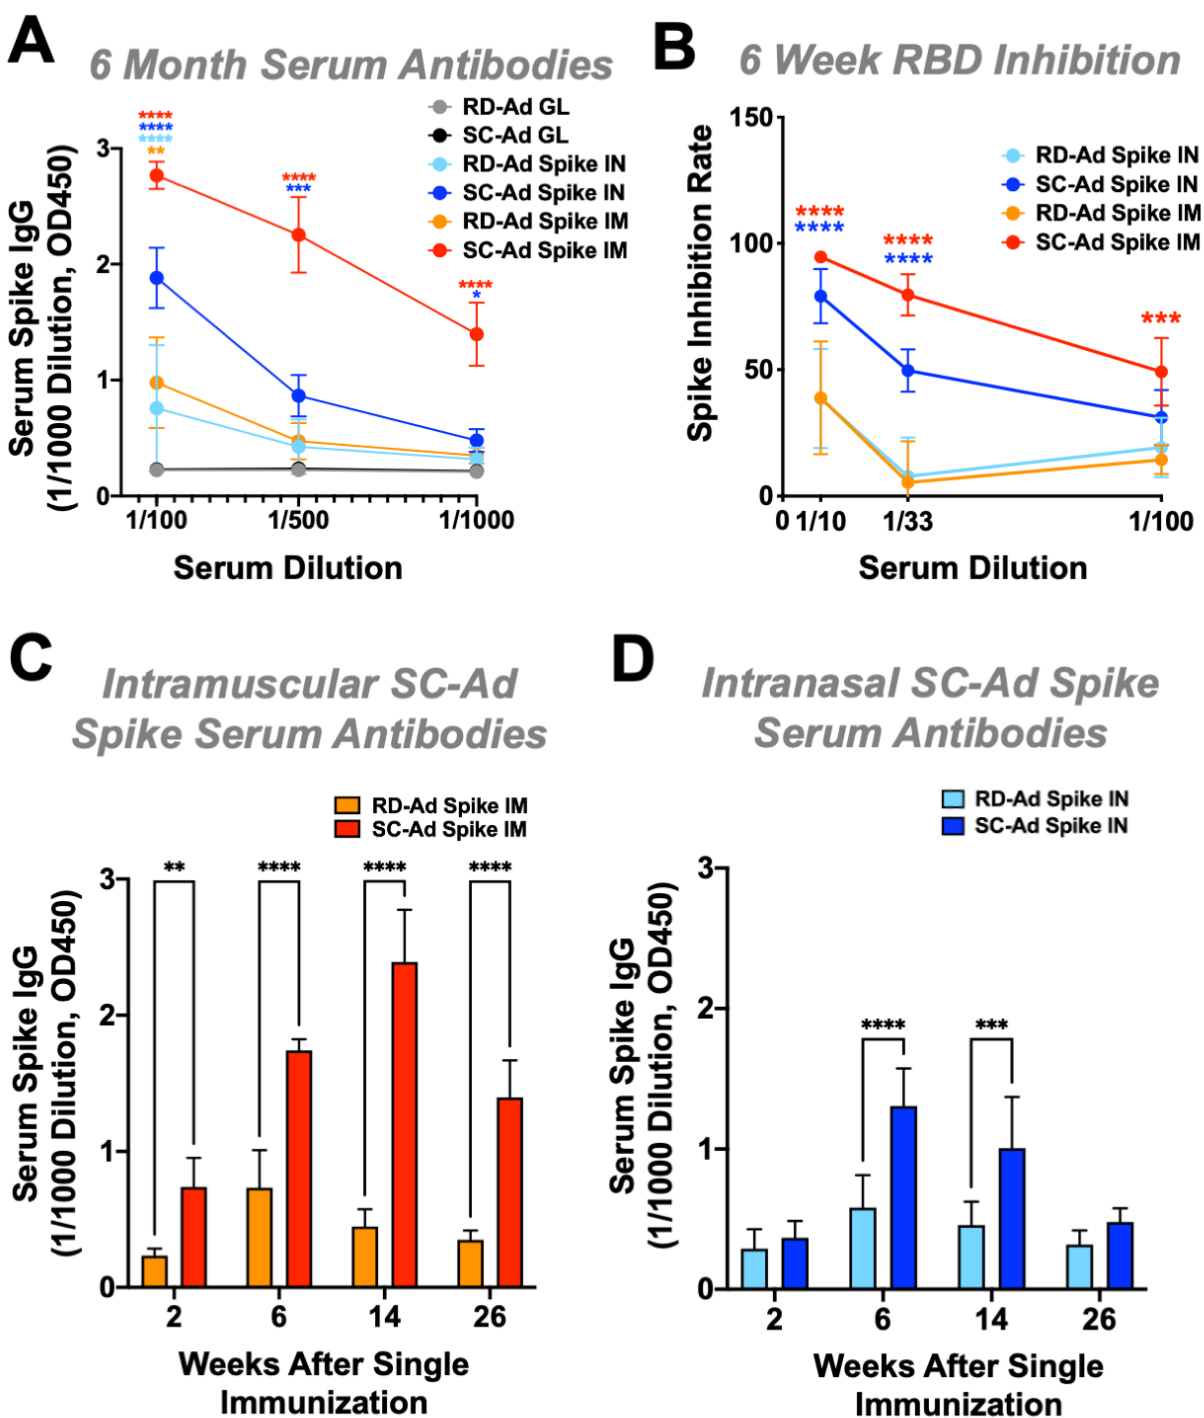 A
6 Month Serum Antibodies
RD-Ad GL
SC-Ad GL
RD-Ad Spike IN
SC-Ad Spike IN
RD-Ad Spike IM
SC-Ad Spike IM
****
****
****
**
****
***
****
*
Serum Spike IgG
(1/1000 Dilution, OD450)
3
2
1
0
1/100
1/500
1/1000
Serum Dilution
B
6 Week RBD Inhibition
RD-Ad Spike IN
SC-Ad Spike IN
RD-Ad Spike IM
SC-Ad Spike IM
****
****
****
****
***
Spike Inhibition Rate
150
100
50
0
0
1/10
1/33
1/100
Serum Dilution
C
Intramuscular SC-Ad
Spike Serum Antibodies
RD-Ad Spike IM
SC-Ad Spike IM
**
****
****
****
Serum Spike IgG
(1/1000 Dilution, OD450)
3
2
1
0
2
6
14
26
Weeks After Single
Immunization
D
Intranasal SC-Ad Spike
Serum Antibodies
RD-Ad Spike IN
SC-Ad Spike IN
****
***
Serum Spike IgG
(1/1000 Dilution, OD450)
3
2
1
0
2
6
14
26
Weeks After Single
Immunization